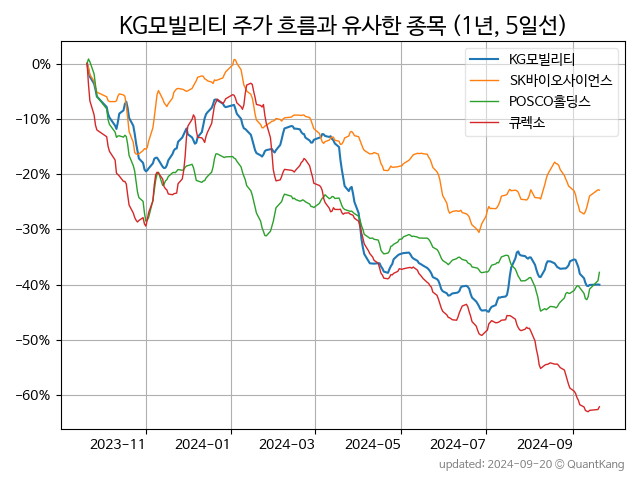 KG모빌리티 주가 흐름과 유사한 종목 (1년, 5일선)
KG모빌리티
SK바이오사이언스
POSCO홀딩스
큐렉소
0%
−10%
−20%
−30%
−40%
−50%
−60%
2023−11 2024−01 2024−03 2024−05 2024−07 2024−09
updated: 2024-09-20 © QuantKang